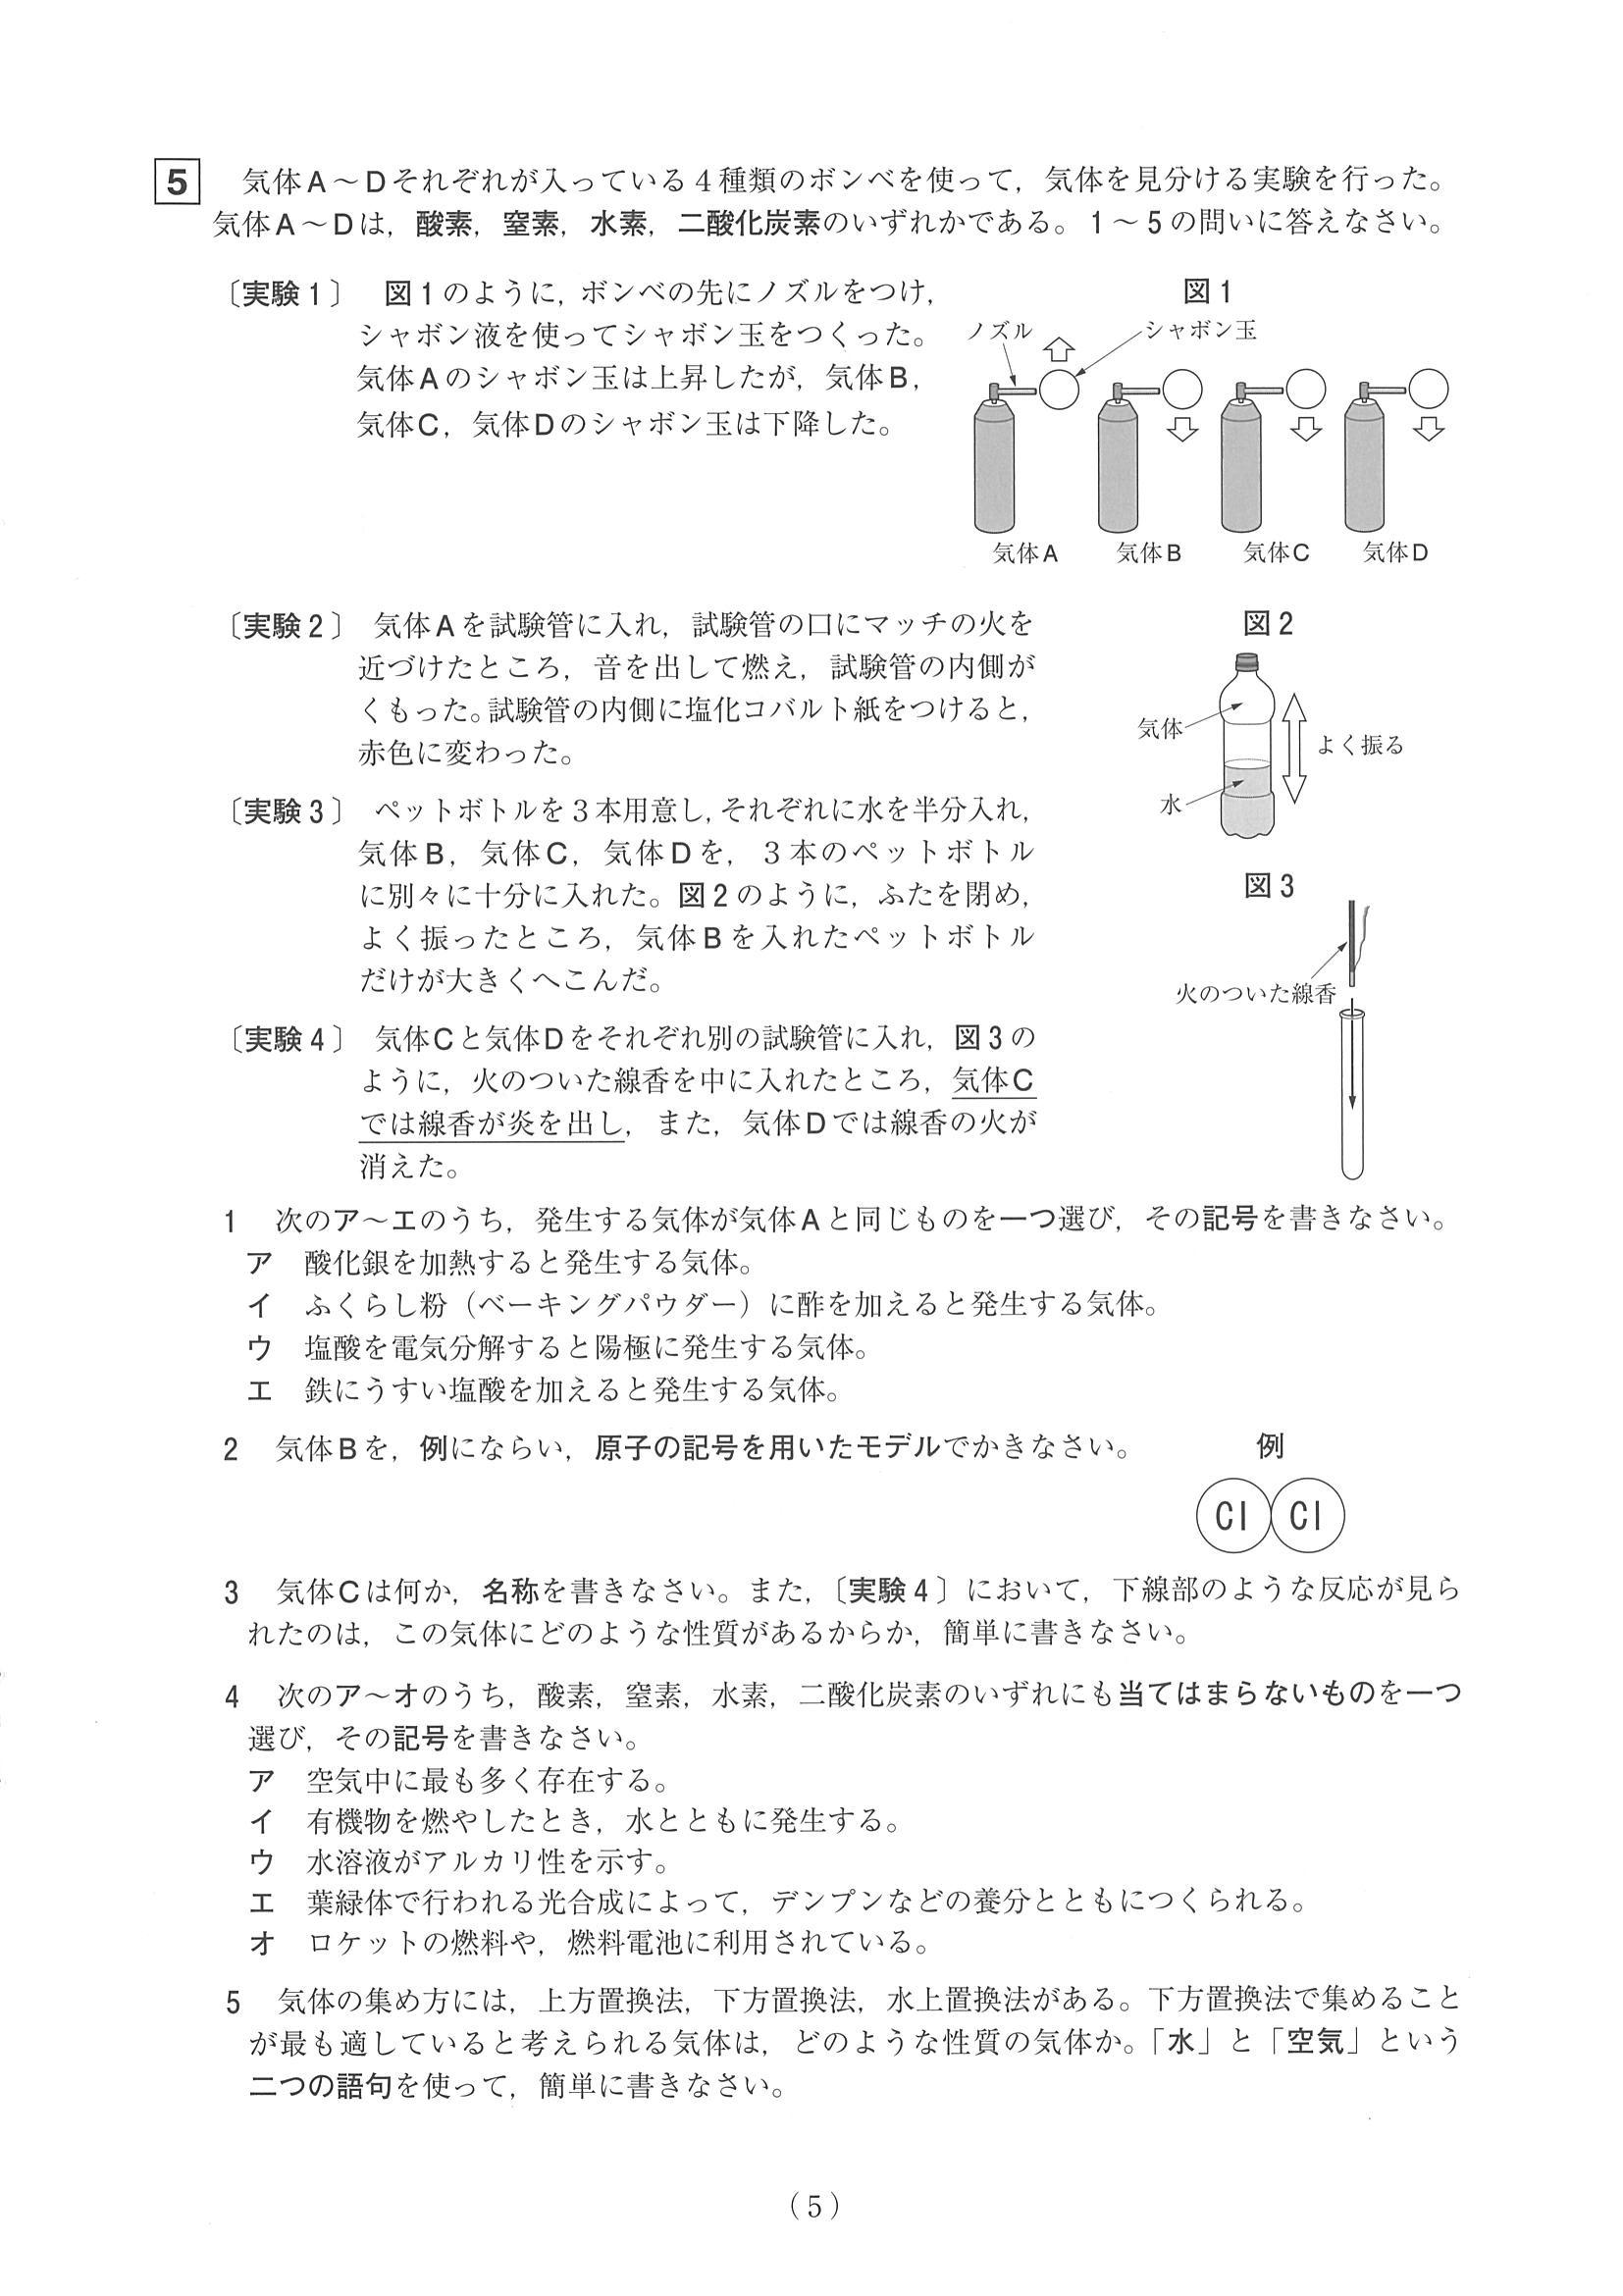 5 気体A～Dそれぞれが入っている4種類のボンベを使って，気体を見分ける実験を行った。
気体A～Dは，酸素，窒素，水素，二酸化炭素のいずれかである。1～5の問いに答えなさい。
〔実験1〕 図1のように，ボンベの先にノズルをつけ，
シャボン液を使ってシャボン玉をつくった。
気体Aのシャボン玉は上昇したが，気体B，
気体C，気体Dのシャボン玉は下降した。
図1
ノズル
シャボン玉
気体A 気体B 気体C 気体D
〔実験2〕 気体Aを試験管に入れ，試験管の口にマッチの火を
近づけたところ，音を出して燃え，試験管の内側が
くもった。試験管の内側に塩化コバルト紙をつけると，
赤色に変わった。
図2
気体
よく振る
水
〔実験3〕 ペットボトルを3本用意し，それぞれに水を半分入れ，
気体B，気体C，気体Dを，3本のペットボトル
に別々に十分に入れた。図2のように，ふたを閉め，
よく振ったところ，気体Bを入れたペットボトル
だけが大きくへこんだ。
図3
火のついた線香
〔実験4〕 気体Cと気体Dをそれぞれ別の試験管に入れ，図3の
ように，火のついた線香を中に入れたところ，気体C
では線香が炎を出し，また，気体Dでは線香の火が
消えた。
1 次のア～エのうち，発生する気体が気体Aと同じものを一つ選び，その記号を書きなさい。
ア 酸化銀を加熱すると発生する気体。
イ ふくらし粉（ベーキングパウダー）に酢を加えると発生する気体。
ウ 塩酸を電気分解すると陽極に発生する気体。
エ 鉄にうすい塩酸を加えると発生する気体。
2 気体Bを，例にならい，原子の記号を用いたモデルでかきなさい。
例
Cl Cl
3 気体Cは何か，名称を書きなさい。また，〔実験4〕において，下線部のような反応が見ら
れたのは，この気体にどのような性質があるからか，簡単に書きなさい。
4 次のア～オのうち，酸素，窒素，水素，二酸化炭素のいずれにも当てはまらないものを一つ
選び，その記号を書きなさい。
ア 空気中に最も多く存在する。
イ 有機物を燃やしたとき，水とともに発生する。
ウ 水溶液がアルカリ性を示す。
エ 葉緑体で行われる光合成によって，デンプンなどの養分とともにつくられる。
オ ロケットの燃料や，燃料電池に利用されている。
5 気体の集め方には，上方置換法，下方置換法，水上置換法がある。下方置換法で集めること
が最も適していると考えられる気体は，どのような性質の気体か。「水」と「空気」という
二つの語句を使って，簡単に書きなさい。
（5）